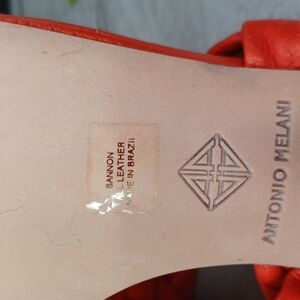 BANNON
ALL LEATHER
MADE IN BRAZIL
ANTONIO MELANI